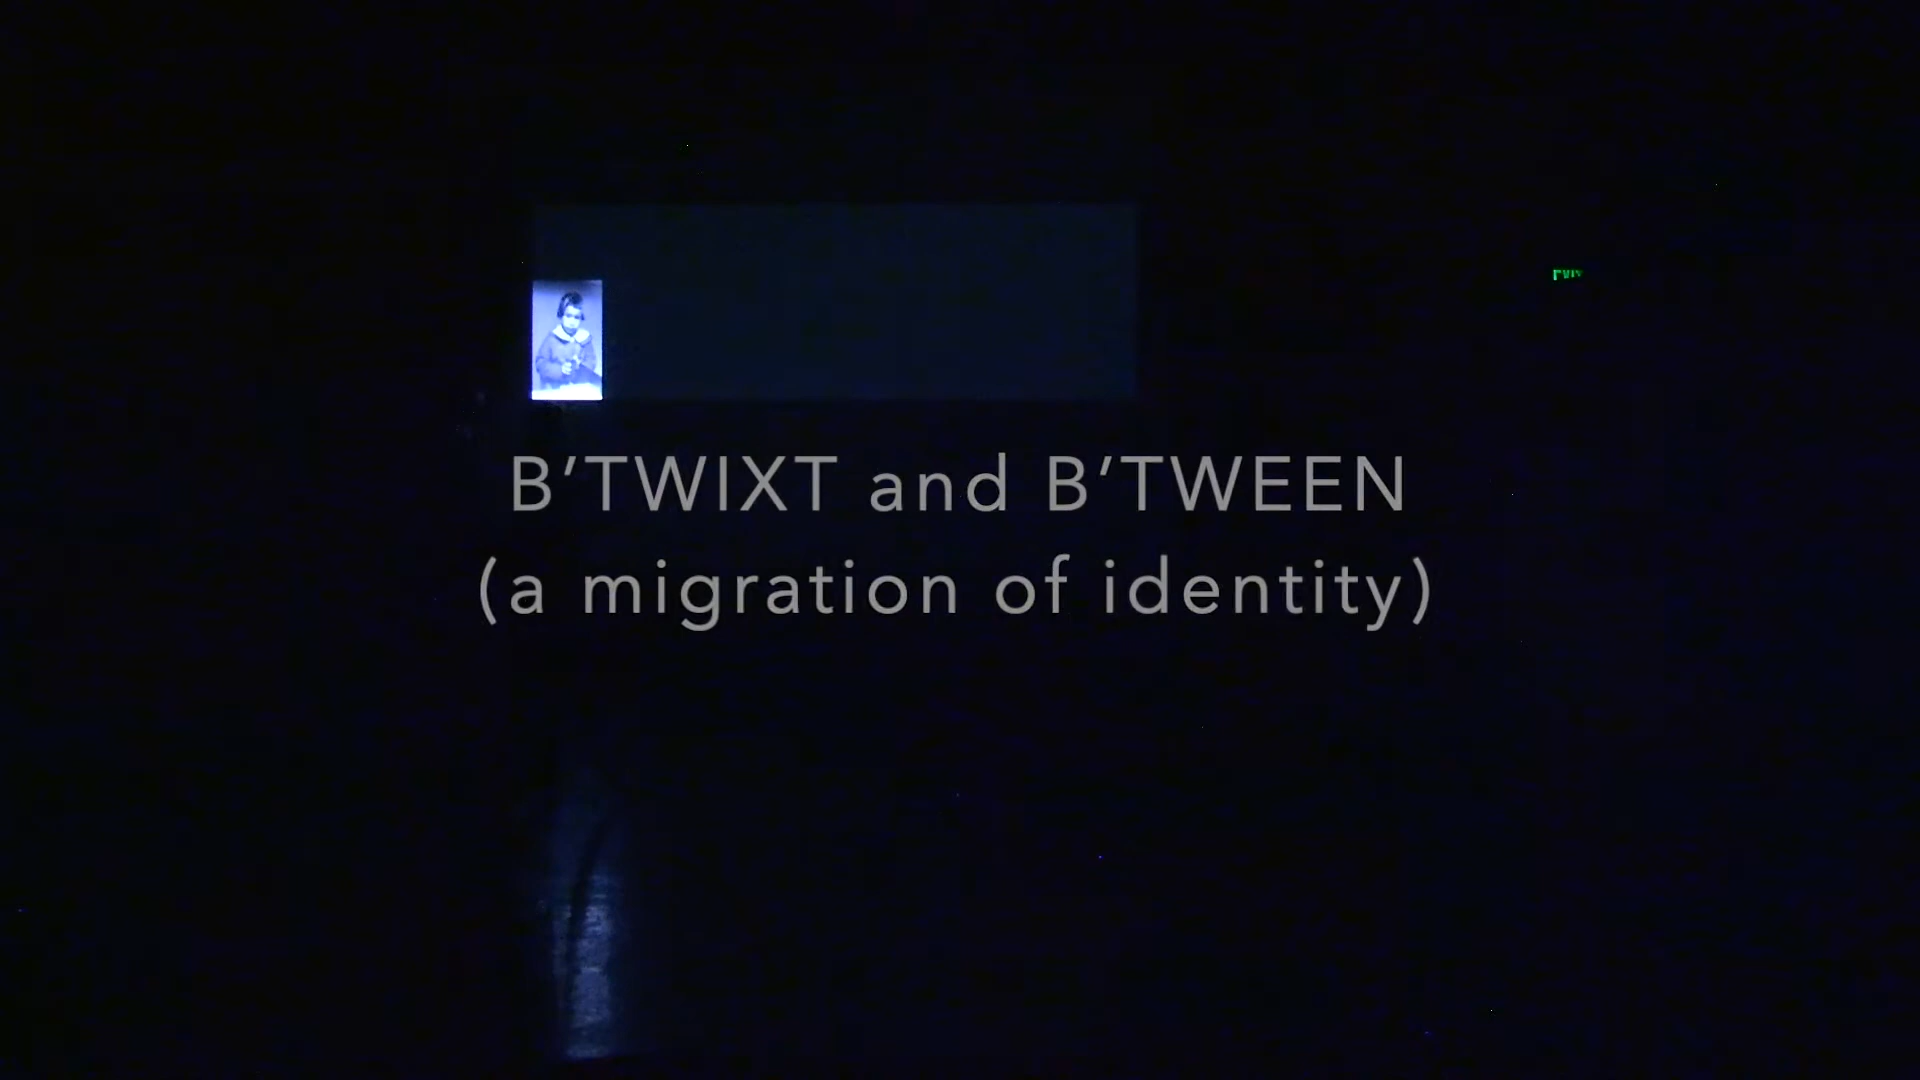 B’TWIXT and B’TWEEN
(a migration of identity)